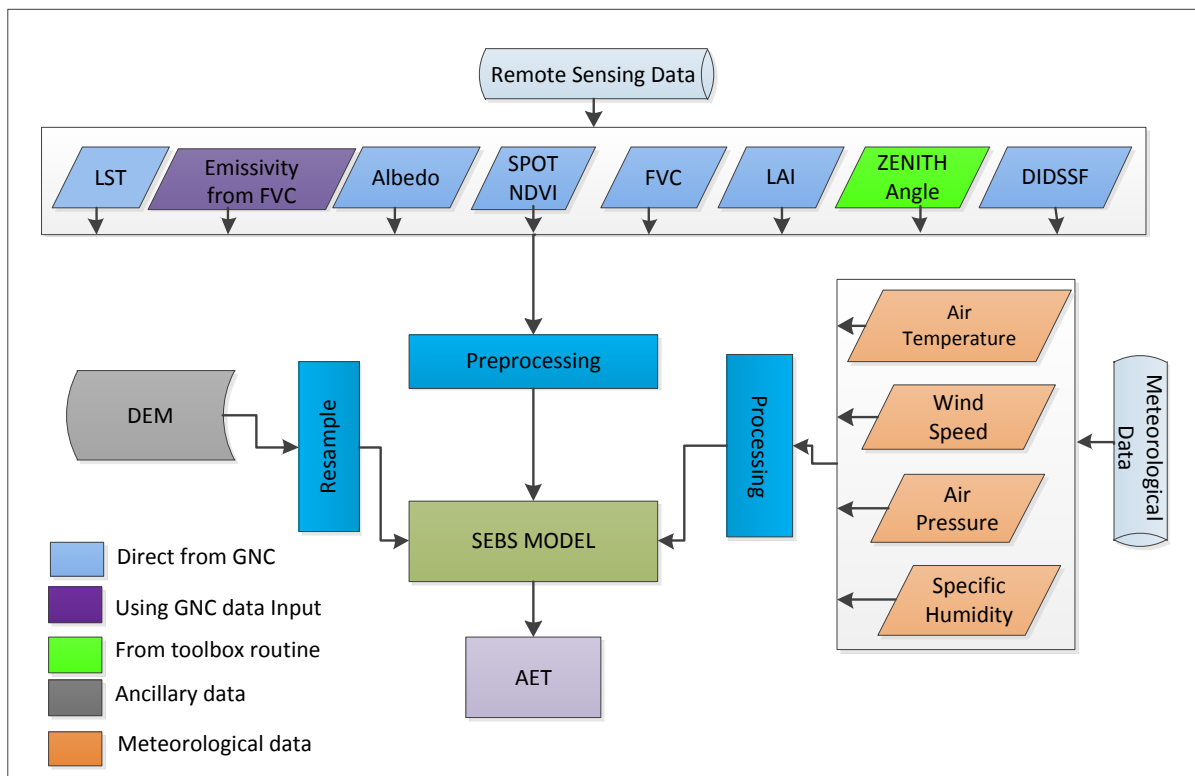 Remote Sensing Data
LST
Emissivity
from FVC
Albedo
SPOT
NDVI
FVC
LAI
ZENITH
Angle
DIDSSF
Air
Temperature
Wind
Speed
Air
Pressure
Specific
Humidity
Meteorological
Data
Preprocessing
Processing
DEM
Resample
SEBS MODEL
AET
Direct from GNC
Using GNC data Input
From toolbox routine
Ancillary data
Meteorological data